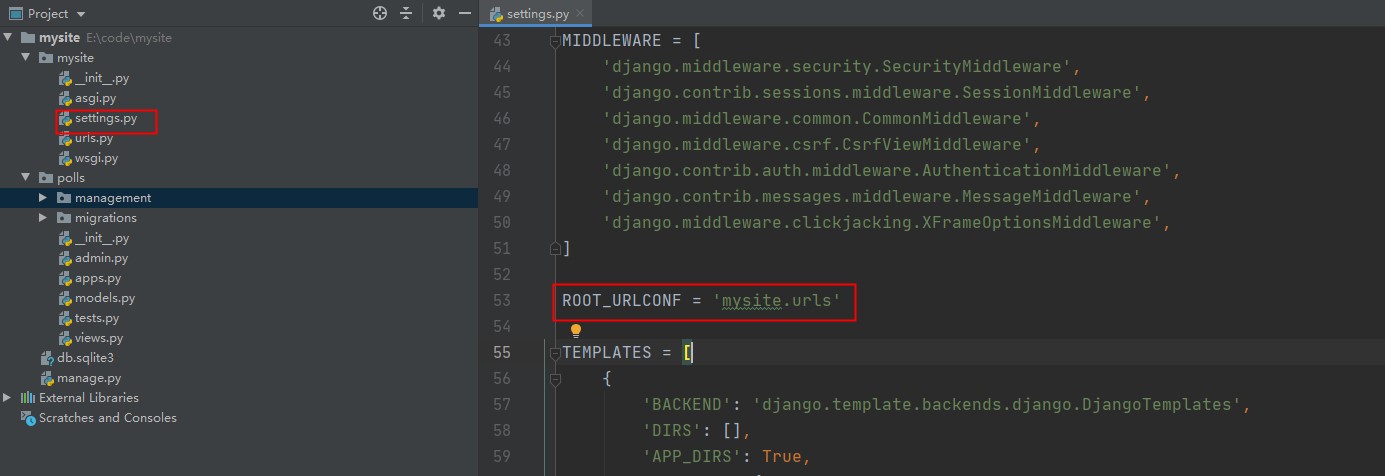 Project
mysite E:\code\mysite
mysite
__init__.py
asgi.py
settings.py
urls.py
wsgi.py
polls
management
migrations
__init__.py
admin.py
apps.py
models.py
tests.py
views.py
db.sqlite3
manage.py
External Libraries
Scratches and Consoles
settings.py
43 MIDDLEWARE = [
44 'django.middleware.security.SecurityMiddleware',
45 'django.contrib.sessions.middleware.SessionMiddleware',
46 'django.middleware.common.CommonMiddleware',
47 'django.middleware.csrf.CsrfViewMiddleware',
48 'django.contrib.auth.middleware.AuthenticationMiddleware',
49 'django.contrib.messages.middleware.MessageMiddleware',
50 'django.middleware.clickjacking.XFrameOptionsMiddleware',
51 ]
52
53 ROOT_URLCONF = 'mysite.urls'
54
55 TEMPLATES = [
56 {
57 'BACKEND': 'django.template.backends.django.DjangoTemplates',
58 'DIRS': [],
59 'APP_DIRS': True,